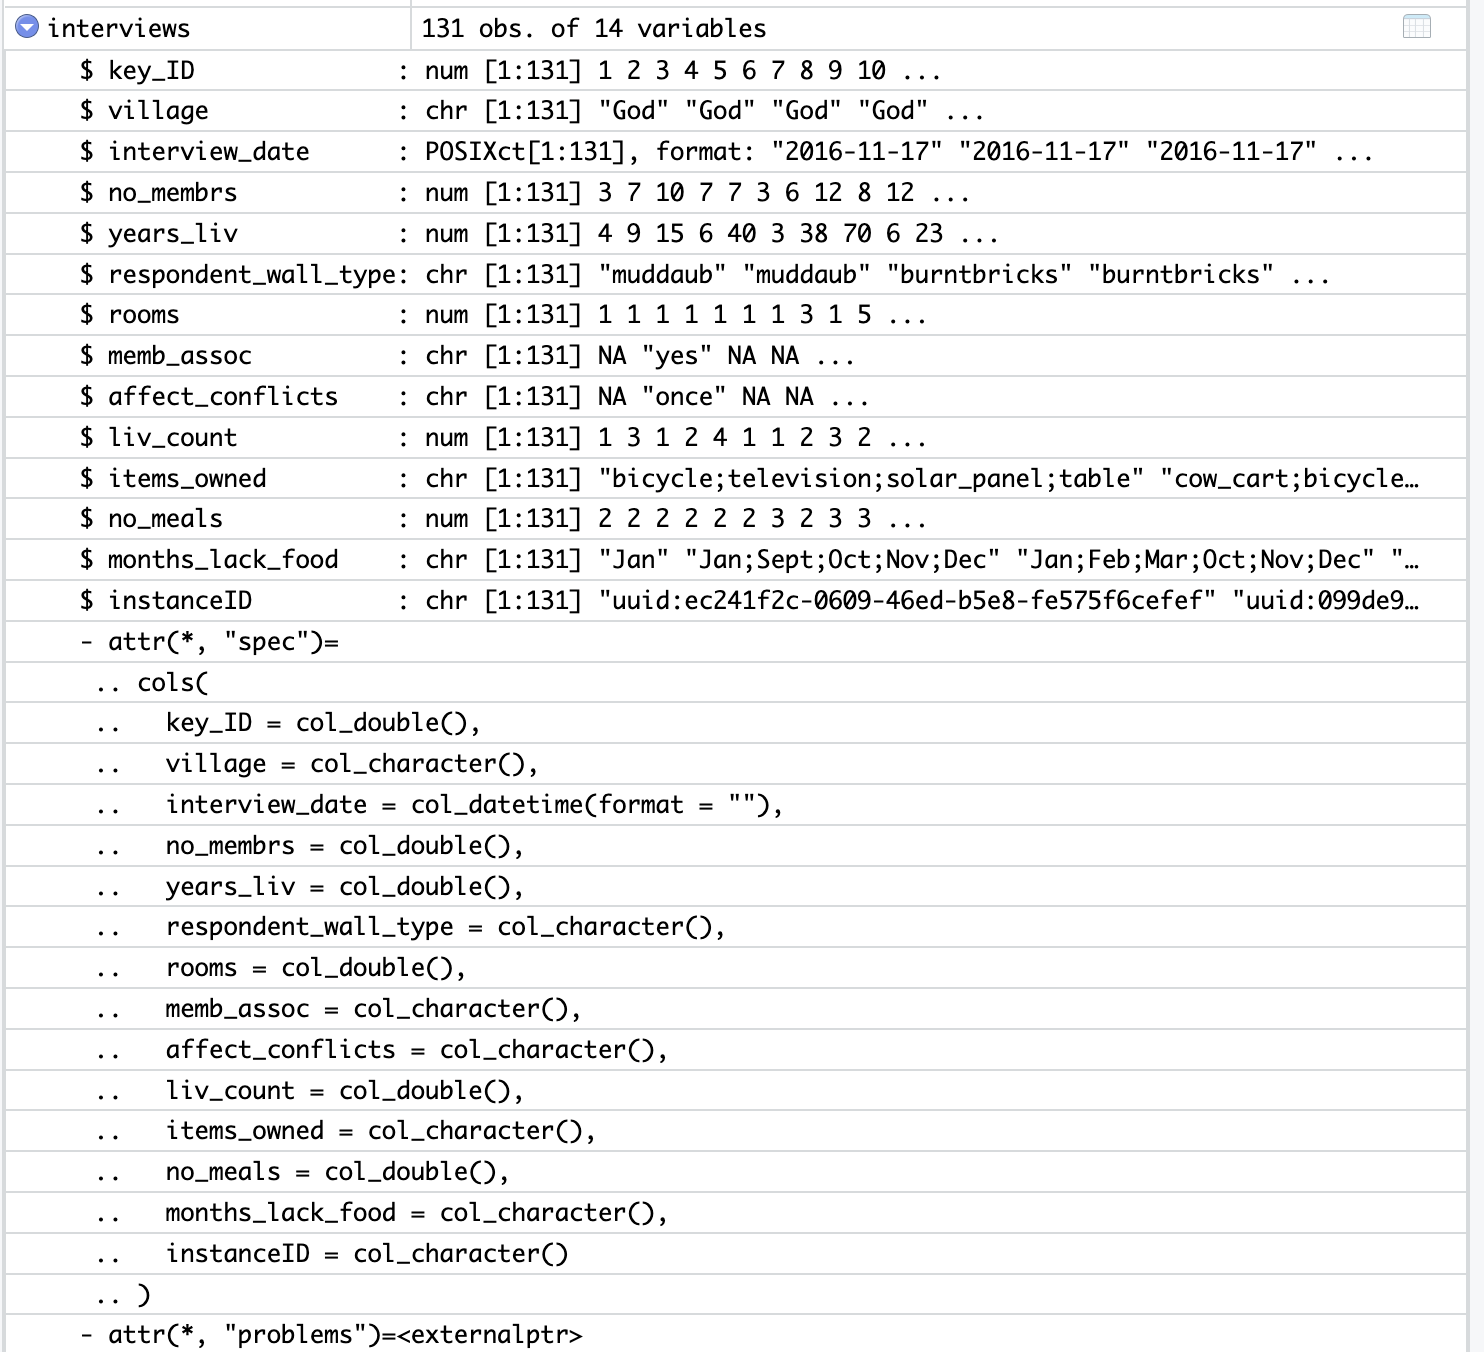 interviews 131 obs. of 14 variables
$ key_ID : num [1:131] 1 2 3 4 5 6 7 8 9 10 ...
$ village : chr [1:131] "God" "God" "God" "God" ...
$ interview_date : POSIXct[1:131], format: "2016-11-17" "2016-11-17" "2016-11-17" ...
$ no_membrs : num [1:131] 3 7 10 7 7 3 6 12 8 12 ...
$ years_liv : num [1:131] 4 9 15 6 40 3 38 70 6 23 ...
$ respondent_wall_type: chr [1:131] "muddaub" "muddaub" "burntbricks" "burntbricks" ...
$ rooms : num [1:131] 1 1 1 1 1 1 1 3 1 5 ...
$ memb_assoc : chr [1:131] NA "yes" NA NA ...
$ affect_conflicts : chr [1:131] NA "once" NA NA ...
$ liv_count : num [1:131] 1 3 1 2 4 1 1 2 3 2 ...
$ items_owned : chr [1:131] "bicycle;television;solar_panel;table" "cow_cart;bicycle…
$ no_meals : num [1:131] 2 2 2 2 2 2 3 2 3 3 ...
$ months_lack_food : chr [1:131] "Jan" "Jan;Sept;Oct;Nov;Dec" "Jan;Feb;Mar;Oct;Nov;Dec" "…
$ instanceID : chr [1:131] "uuid:ec241f2c-0609-46ed-b5e8-fe575f6cefef" "uuid:099de9…
- attr(*, "spec")=
.. cols(
.. key_ID = col_double(),
.. village = col_character(),
.. interview_date = col_datetime(format = ""),
.. no_membrs = col_double(),
.. years_liv = col_double(),
.. respondent_wall_type = col_character(),
.. rooms = col_double(),
.. memb_assoc = col_character(),
.. affect_conflicts = col_character(),
.. liv_count = col_double(),
.. items_owned = col_character(),
.. no_meals = col_double(),
.. months_lack_food = col_character(),
.. instanceID = col_character()
.. )
- attr(*, "problems")=<externalptr>